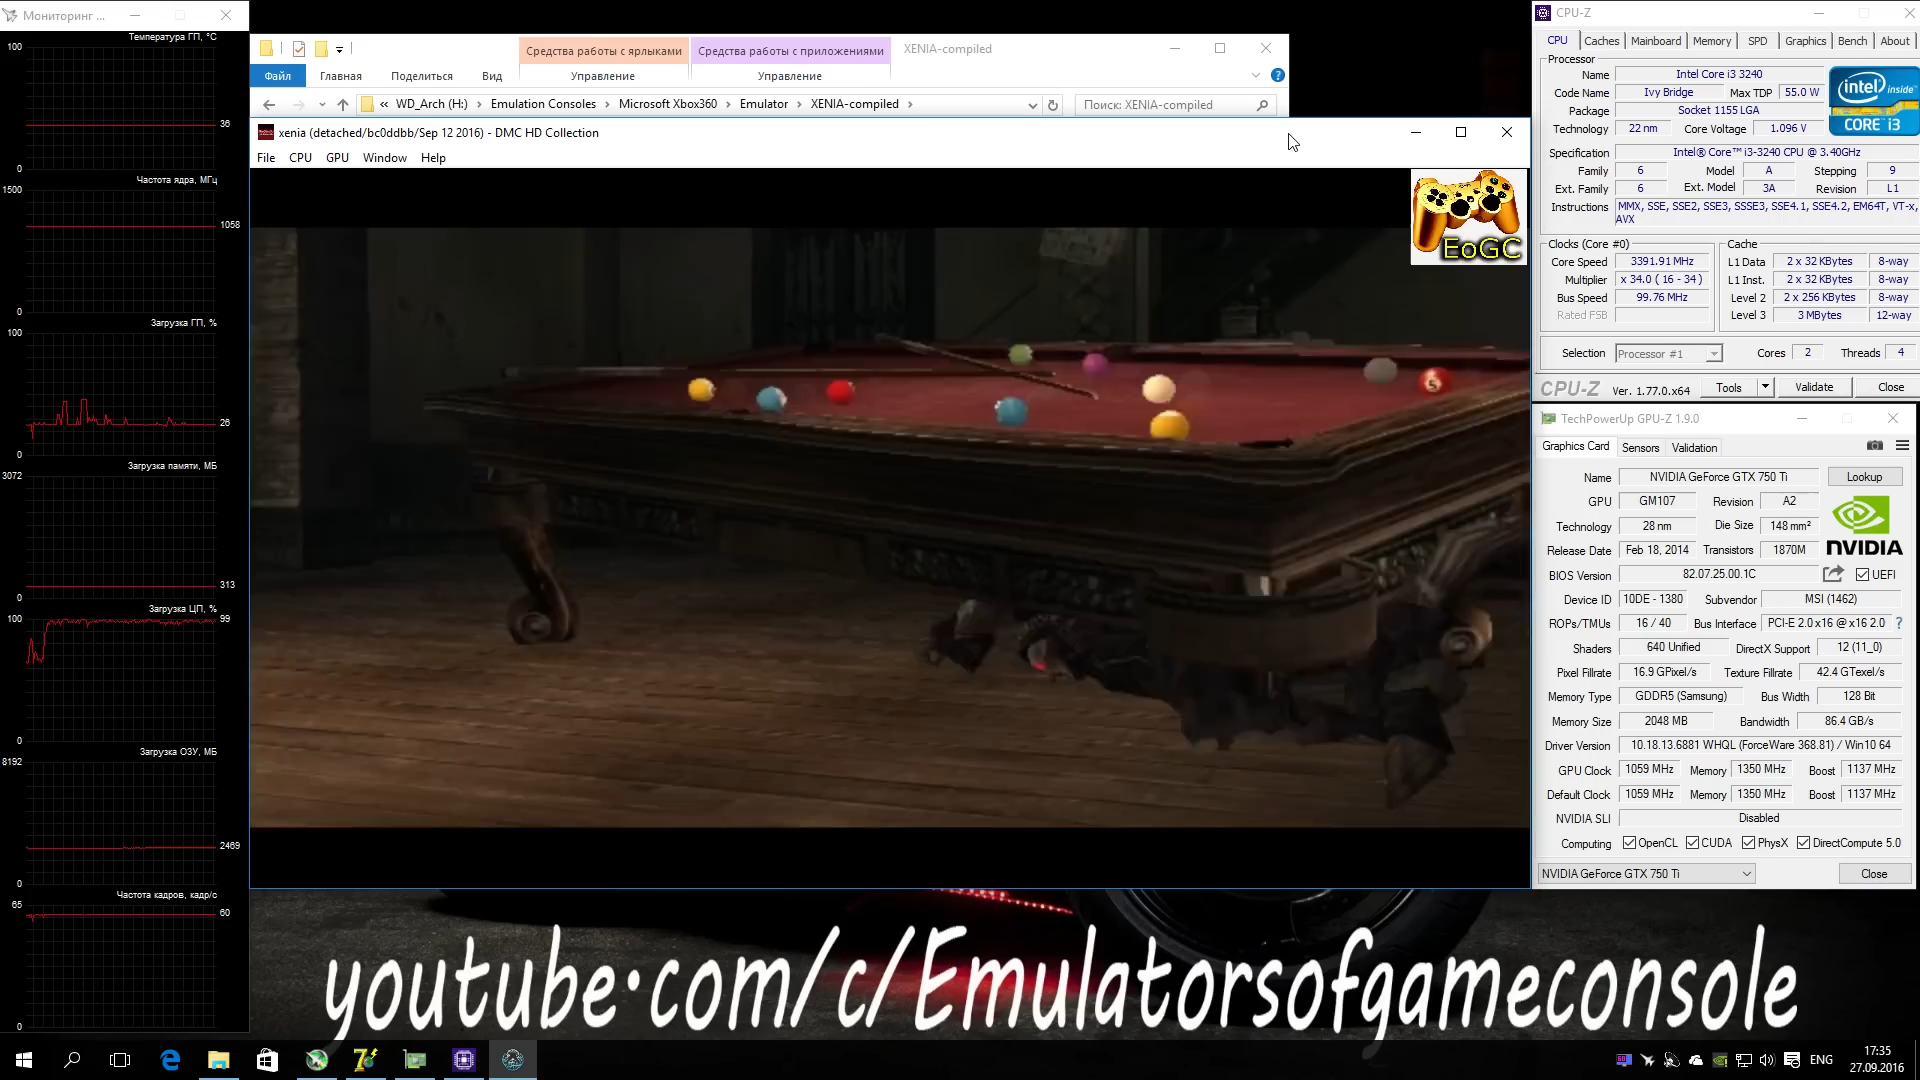 Мониторинг ...
Температура ГП, °C
100
36
0
Частота ядра, МГц
1500
1058
0
Загрузка ГП, %
100
26
0
Загрузка памяти, МБ
3072
313
0
Загрузка ЦП, %
100
99
0
Загрузка ОЗУ, МБ
8192
2469
0
Частота кадров, кадр/с
65
60
0
Средства работы с ярлыками
Средства работы с приложениями
XENIA-compiled
Файл
Главная
Поделиться
Вид
Управление
Управление
« WD_Arch (H:) > Emulation Consoles > Microsoft Xbox360 > Emulator > XENIA-compiled >
Поиск: XENIA-compiled
xenia (detached/bc0ddbb/Sep 12 2016) - DMC HD Collection
File CPU GPU Window Help
EoGC
5
CPU-Z
CPU Caches Mainboard Memory SPD Graphics Bench About
Processor
Name Intel Core i3 3240
Code Name Ivy Bridge Max TDP 55.0 W
Package Socket 1155 LGA
Technology 22 nm Core Voltage 1.096 V
intel inside™
CORE i3
Specification Intel® Core™ i3-3240 CPU @ 3.40GHz
Family 6 Model A Stepping 9
Ext. Family 6 Ext. Model 3A Revision L1
Instructions MMX, SSE, SSE2, SSE3, SSSE3, SSE4.1, SSE4.2, EM64T, VT-x,
AVX
Clocks (Core #0)
Core Speed 3391.91 MHz
Multiplier x 34.0 ( 16 - 34 )
Bus Speed 99.76 MHz
Rated FSB
Cache
L1 Data 2 x 32 KBytes 8-way
L1 Inst. 2 x 32 KBytes 8-way
Level 2 2 x 256 KBytes 8-way
Level 3 3 MBytes 12-way
Selection Processor #1 Cores 2 Threads 4
CPU-Z Ver. 1.77.0.x64 Tools Validate Close
TechPowerUp GPU-Z 1.9.0
Graphics Card Sensors Validation
Name NVIDIA GeForce GTX 750 Ti Lookup
GPU GM107 Revision A2
Technology 28 nm Die Size 148 mm²
Release Date Feb 18, 2014 Transistors 1870M
NVIDIA
BIOS Version 82.07.25.00.1C UEFI
Device ID 10DE - 1380 Subvendor MSI (1462)
ROPs/TMUs 16 / 40 Bus Interface PCI-E 2.0 x16 @ x16 2.0 ?
Shaders 640 Unified DirectX Support 12 (11_0)
Pixel Fillrate 16.9 GPixel/s Texture Fillrate 42.4 GTexel/s
Memory Type GDDR5 (Samsung) Bus Width 128 Bit
Memory Size 2048 MB Bandwidth 86.4 GB/s
Driver Version 10.18.13.6881 WHQL (ForceWare 368.81) / Win10 64
GPU Clock 1059 MHz Memory 1350 MHz Boost 1137 MHz
Default Clock 1059 MHz Memory 1350 MHz Boost 1137 MHz
NVIDIA SLI Disabled
Computing OpenCL CUDA PhysX DirectCompute 5.0
NVIDIA GeForce GTX 750 Ti Close
youtube.com/c/Emulatorsofgameconsole
ENG
17:35
27.09.2016